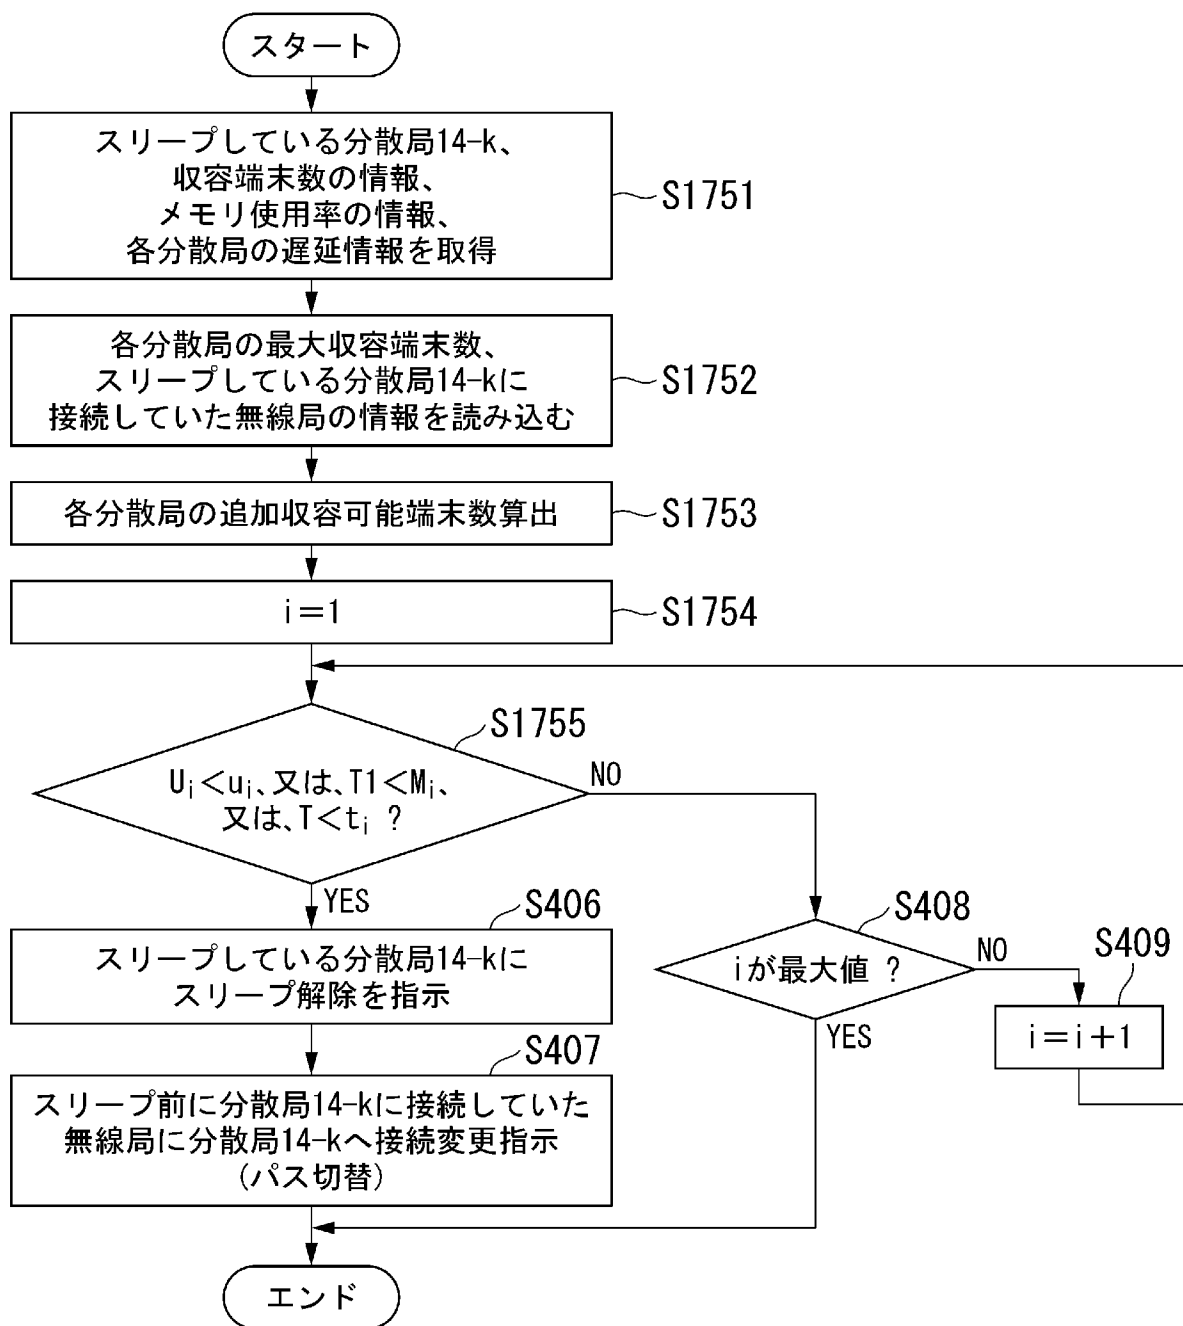 スタート
スリープしている分散局14-k、
収容端末数の情報、
メモリ使用率の情報、
各分散局の遅延情報を取得
S1751
各分散局の最大収容端末数、
スリープしている分散局14-kに
接続していた無線局の情報を読み込む
S1752
各分散局の追加収容可能端末数算出
S1753
i=1
S1754
S1755
Ui<ui、又は、T1<Mi、
又は、T<ti ?
NO
YES
S406
スリープしている分散局14-kに
スリープ解除を指示
S408
iが最大値 ?
NO
YES
S409
i=i+1
S407
スリープ前に分散局14-kに接続していた
無線局に分散局14-kへ接続変更指示
(パス切替)
エンド